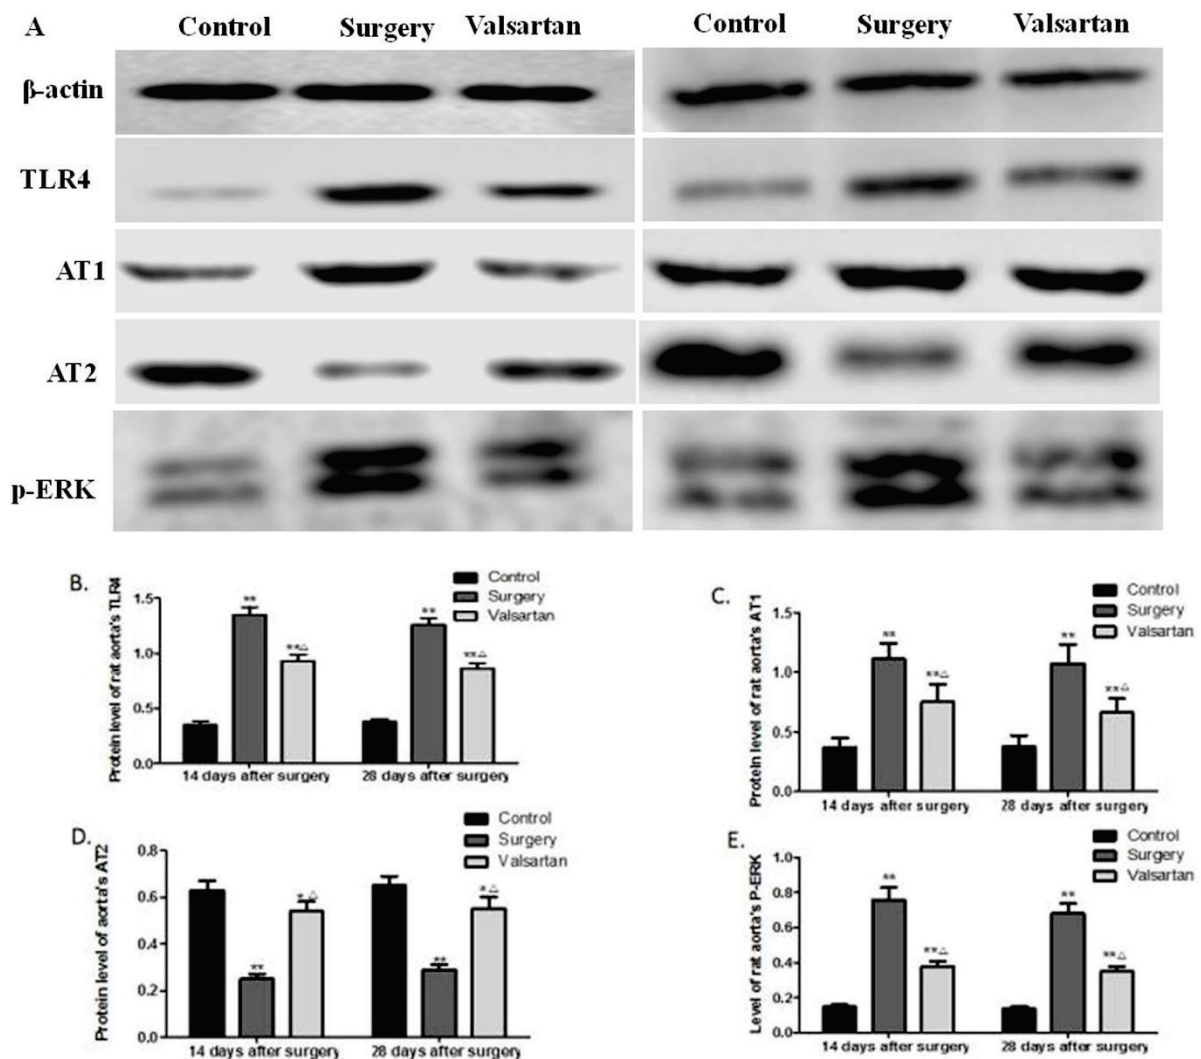 A
Control Surgery Valsartan Control Surgery Valsartan
β-actin
TLR4
AT1
AT2
p-ERK
B.
Protein level of rat aorta's TLR4
Control
Surgery
Valsartan
1.5
1.0
0.5
0.0
** **△ ** **△
14 days after surgery 28 days after surgery
C.
Protein level of rat aorta's AT1
Control
Surgery
Valsartan
1.5
1.0
0.5
0.0
** **△ ** **△
14 days after surgery 28 days after surgery
D.
Protein level of aorta's AT2
Control
Surgery
Valsartan
0.8
0.6
0.4
0.2
0.0
** *△ ** *△
14 days after surgery 28 days after surgery
E.
Level of rat aorta's P-ERK
Control
Surgery
Valsartan
1.0
0.8
0.6
0.4
0.2
0.0
** **△ ** **△
14 days after surgery 28 days after surgery